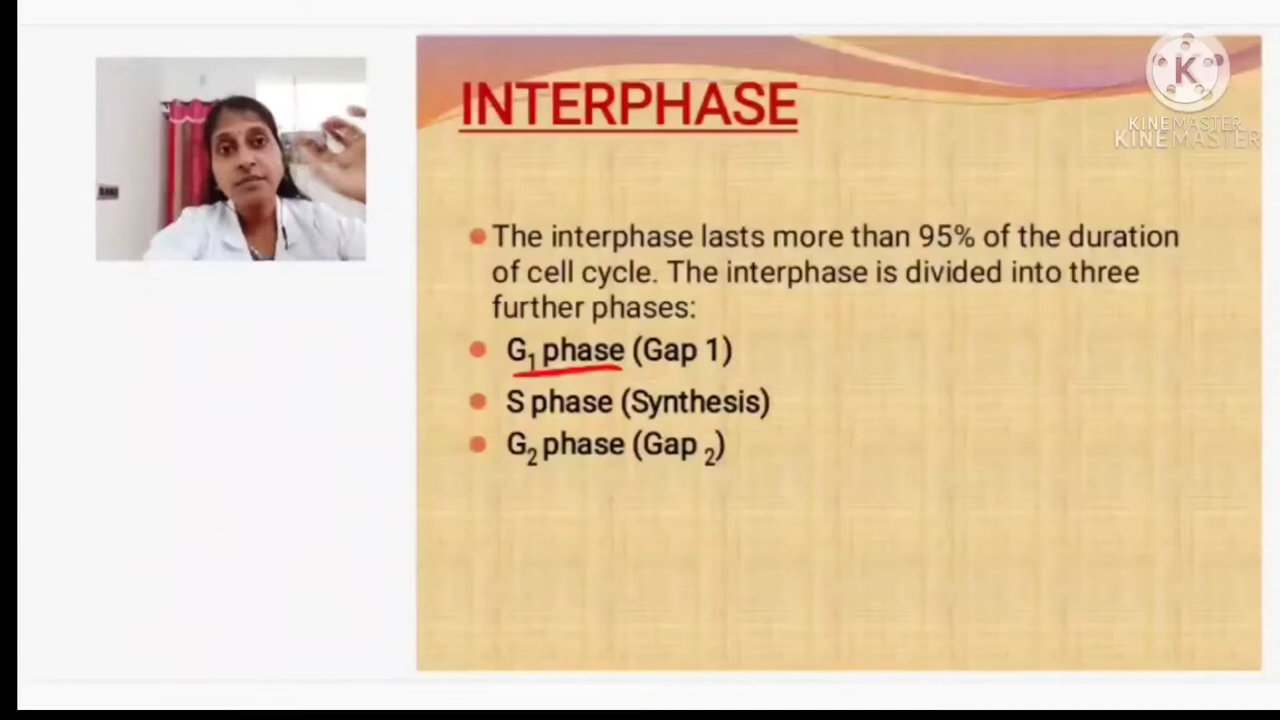 INTERPHASE
K
KINEMASTER
KINEMASTER
The interphase lasts more than 95% of the duration
of cell cycle. The interphase is divided into three
further phases:
G₁ phase (Gap 1)
S phase (Synthesis)
G₂ phase (Gap ₂)